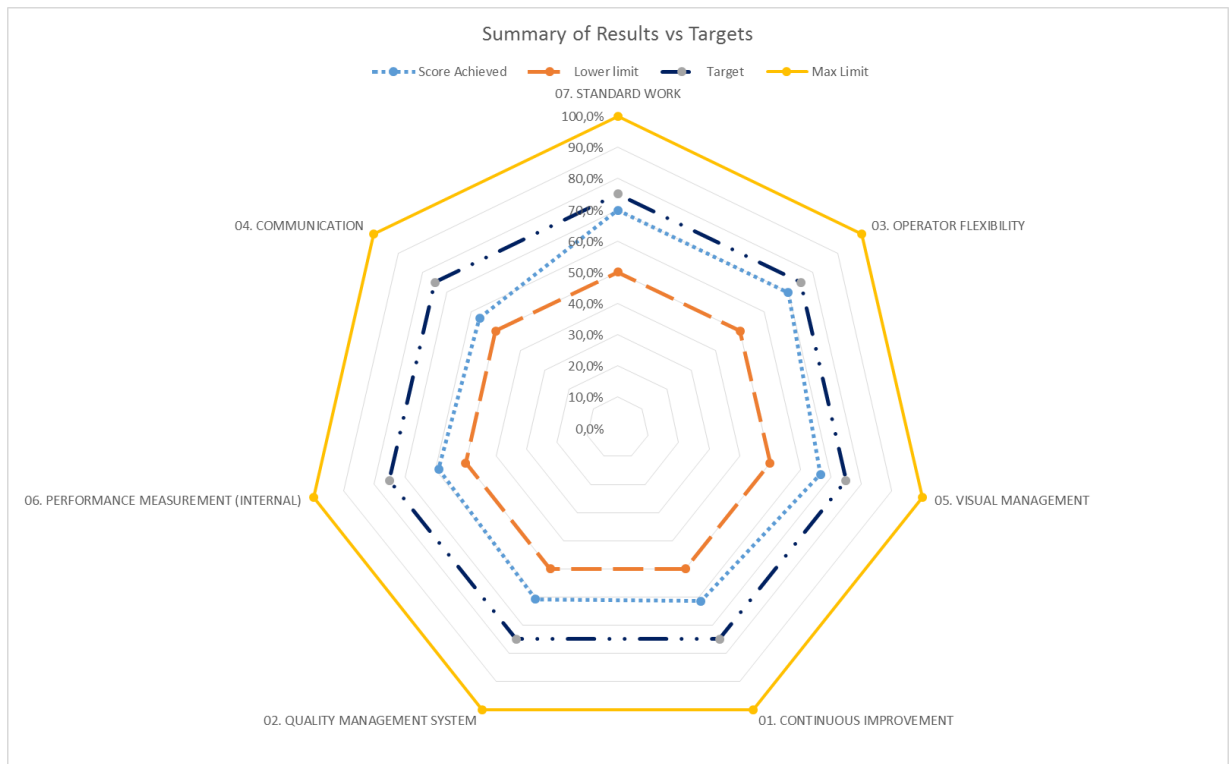 Summary of Results vs Targets
Score Achieved Lower limit Target Max Limit
07. STANDARD WORK
100,0%
90,0%
80,0%
70,0%
60,0%
50,0%
40,0%
30,0%
20,0%
10,0%
0,0%
03. OPERATOR FLEXIBILITY
05. VISUAL MANAGEMENT
01. CONTINUOUS IMPROVEMENT
02. QUALITY MANAGEMENT SYSTEM
06. PERFORMANCE MEASUREMENT (INTERNAL)
04. COMMUNICATION